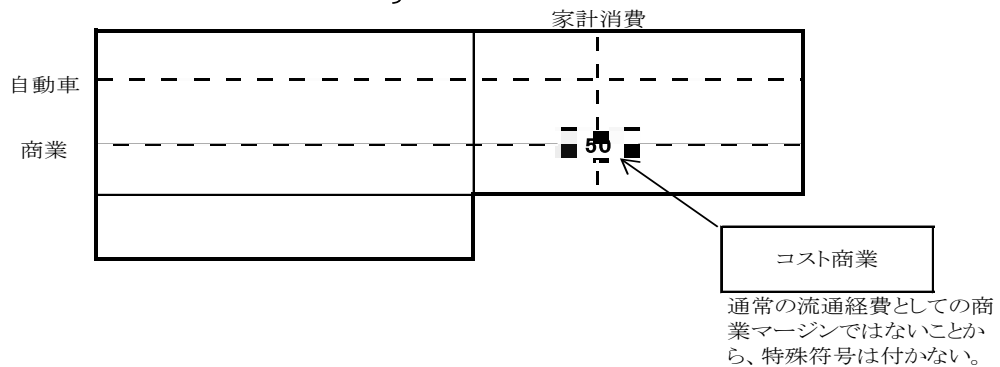 家計消費
自動車
商業
50
コスト商業
通常の流通経費としての商
業マージンではないことか
ら、特殊符号は付かない。